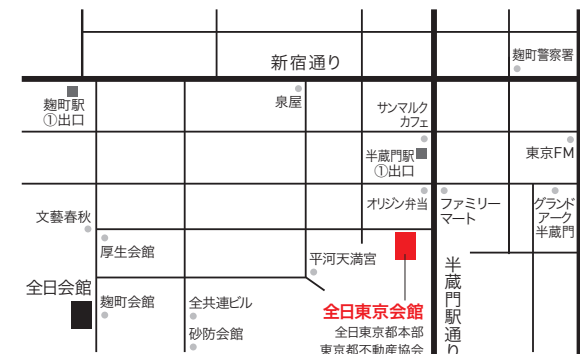 新宿通り
麹町警察署
麹町駅
①出口
泉屋
サンマルク
カフェ
半蔵門駅
①出口
東京FM
文藝春秋
オリジン弁当
ファミリー
マート
グランド
アーク
半蔵門
厚生会館
平河天満宮
半蔵門駅通り
全日会館
麹町会館
全共連ビル
砂防会館
全日東京会館
全日東京都本部
東京都不動産協会